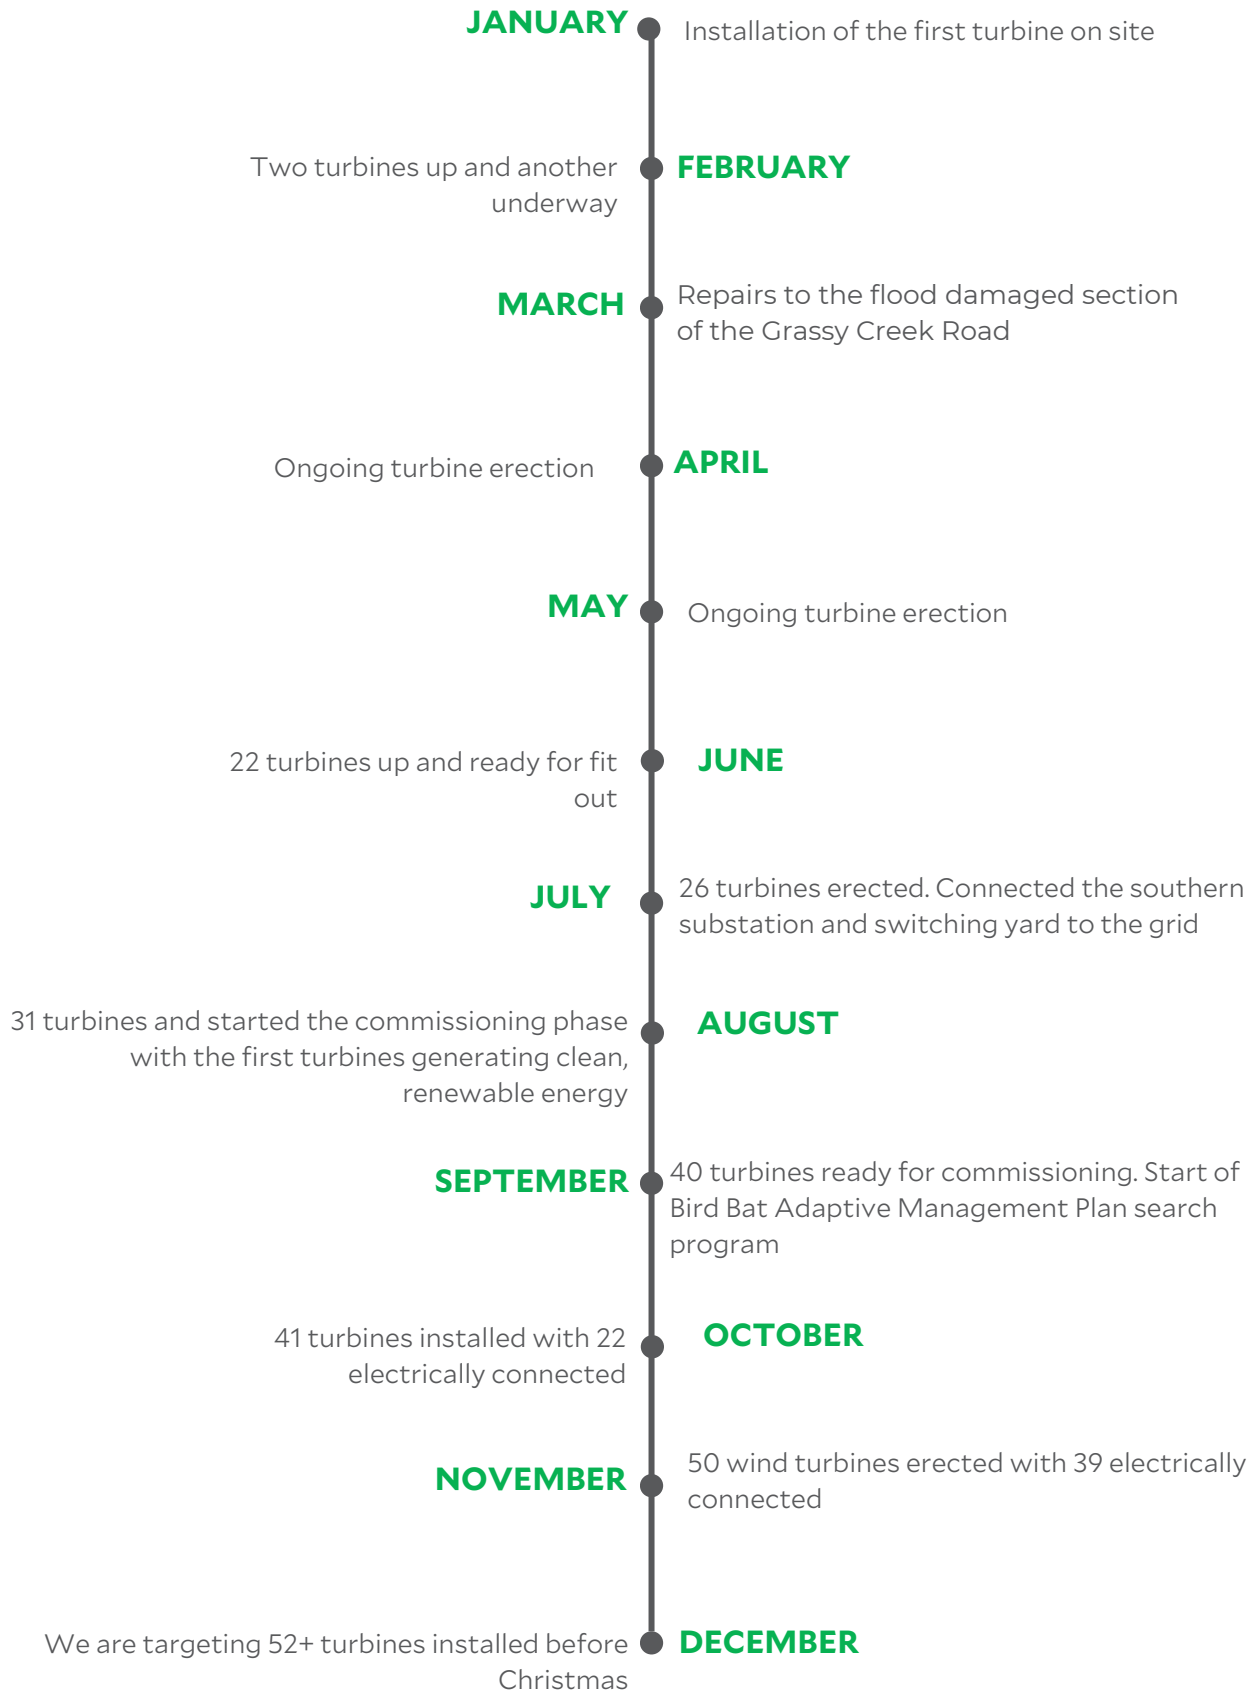 JANUARY
Installation of the first turbine on site
Two turbines up and another
underway
FEBRUARY
MARCH
Repairs to the flood damaged section
of the Grassy Creek Road
Ongoing turbine erection
APRIL
MAY
Ongoing turbine erection
22 turbines up and ready for fit
out
JUNE
JULY
26 turbines erected. Connected the southern
substation and switching yard to the grid
31 turbines and started the commissioning phase
with the first turbines generating clean,
renewable energy
AUGUST
SEPTEMBER
40 turbines ready for commissioning. Start of
Bird Bat Adaptive Management Plan search
program
41 turbines installed with 22
electrically connected
OCTOBER
NOVEMBER
50 wind turbines erected with 39 electrically
connected
We are targeting 52+ turbines installed before
Christmas
DECEMBER